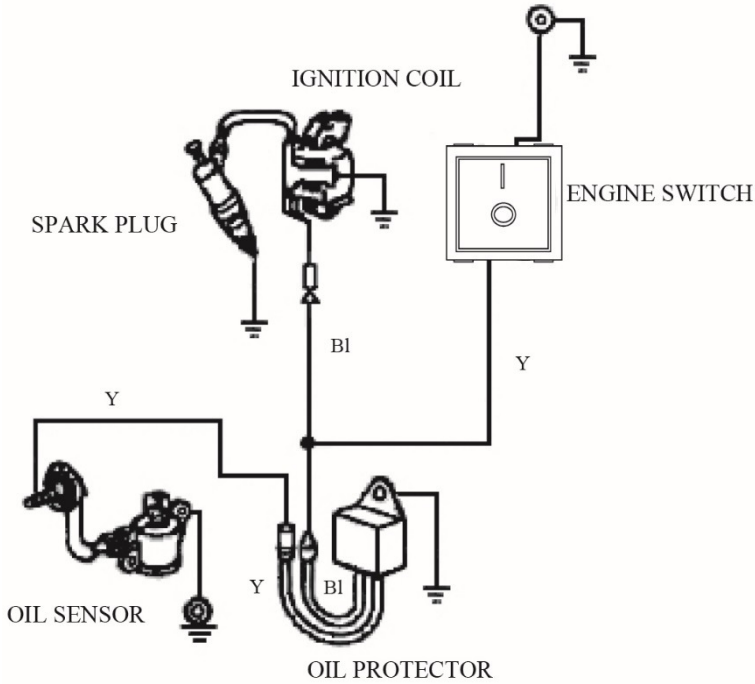 IGNITION COIL
ENGINE SWITCH
SPARK PLUG
Bl
Y
Y
Y
Bl
OIL SENSOR
OIL PROTECTOR